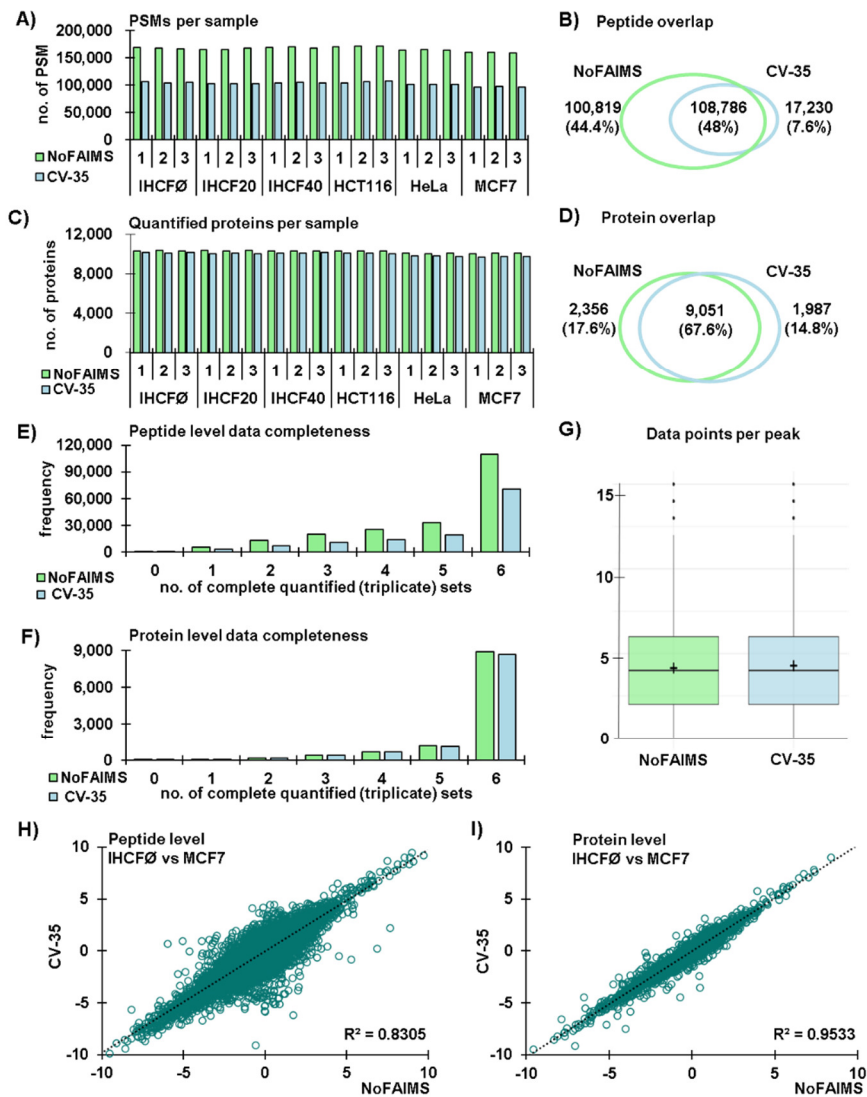 A)
PSMs per sample
no. of PSM
200,000
150,000
100,000
50,000
0
NoFAIMS
CV-35
1 2 3 1 2 3 1 2 3 1 2 3 1 2 3 1 2 3
IHCFØ IHCF20 IHCF40 HCT116 HeLa MCF7
B)
Peptide overlap
NoFAIMS CV-35
100,819 108,786 17,230
(44.4%) (48%) (7.6%)
C)
Quantified proteins per sample
no. of proteins
12,000
8,000
4,000
0
NoFAIMS
CV-35
1 2 3 1 2 3 1 2 3 1 2 3 1 2 3 1 2 3
IHCFØ IHCF20 IHCF40 HCT116 HeLa MCF7
D)
Protein overlap
NoFAIMS CV-35
2,356 9,051 1,987
(17.6%) (67.6%) (14.8%)
E)
Peptide level data completeness
frequency
120,000
90,000
60,000
30,000
0
NoFAIMS
CV-35
0 1 2 3 4 5 6
no. of complete quantified (triplicate) sets
F)
Protein level data completeness
frequency
9,000
6,000
3,000
0
NoFAIMS
CV-35
0 1 2 3 4 5 6
no. of complete quantified (triplicate) sets
G)
Data points per peak
15
10
5
0
NoFAIMS CV-35
H)
Peptide level
IHCFØ vs MCF7
CV-35
10
5
0
-5
-10
R² = 0.8305
-10 -5 0 5 10
NoFAIMS
I)
Protein level
IHCFØ vs MCF7
CV-35
10
5
0
-5
-10
R² = 0.9533
-10 -5 0 5 10
NoFAIMS